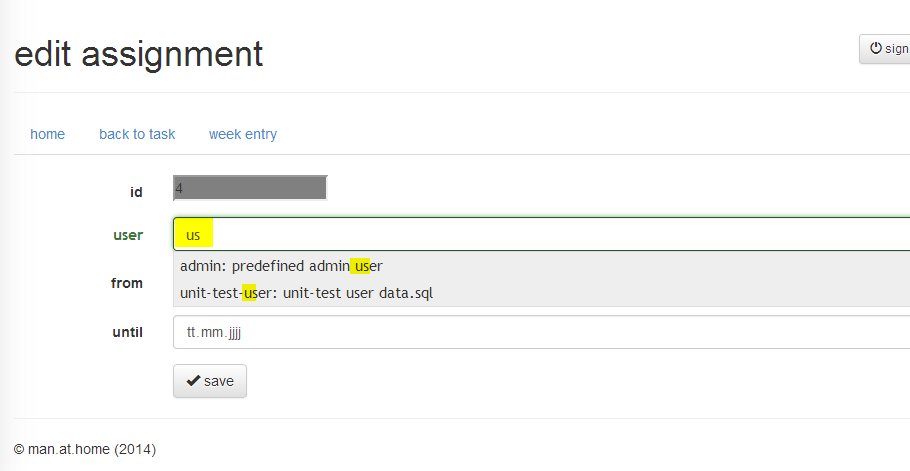 edit assignment
sign
home back to task week entry
id 4
user us
admin: predefined admin user
from
unit-test-user: unit-test user data.sql
until tt.mm.jjjj
save
© man.at.home (2014)